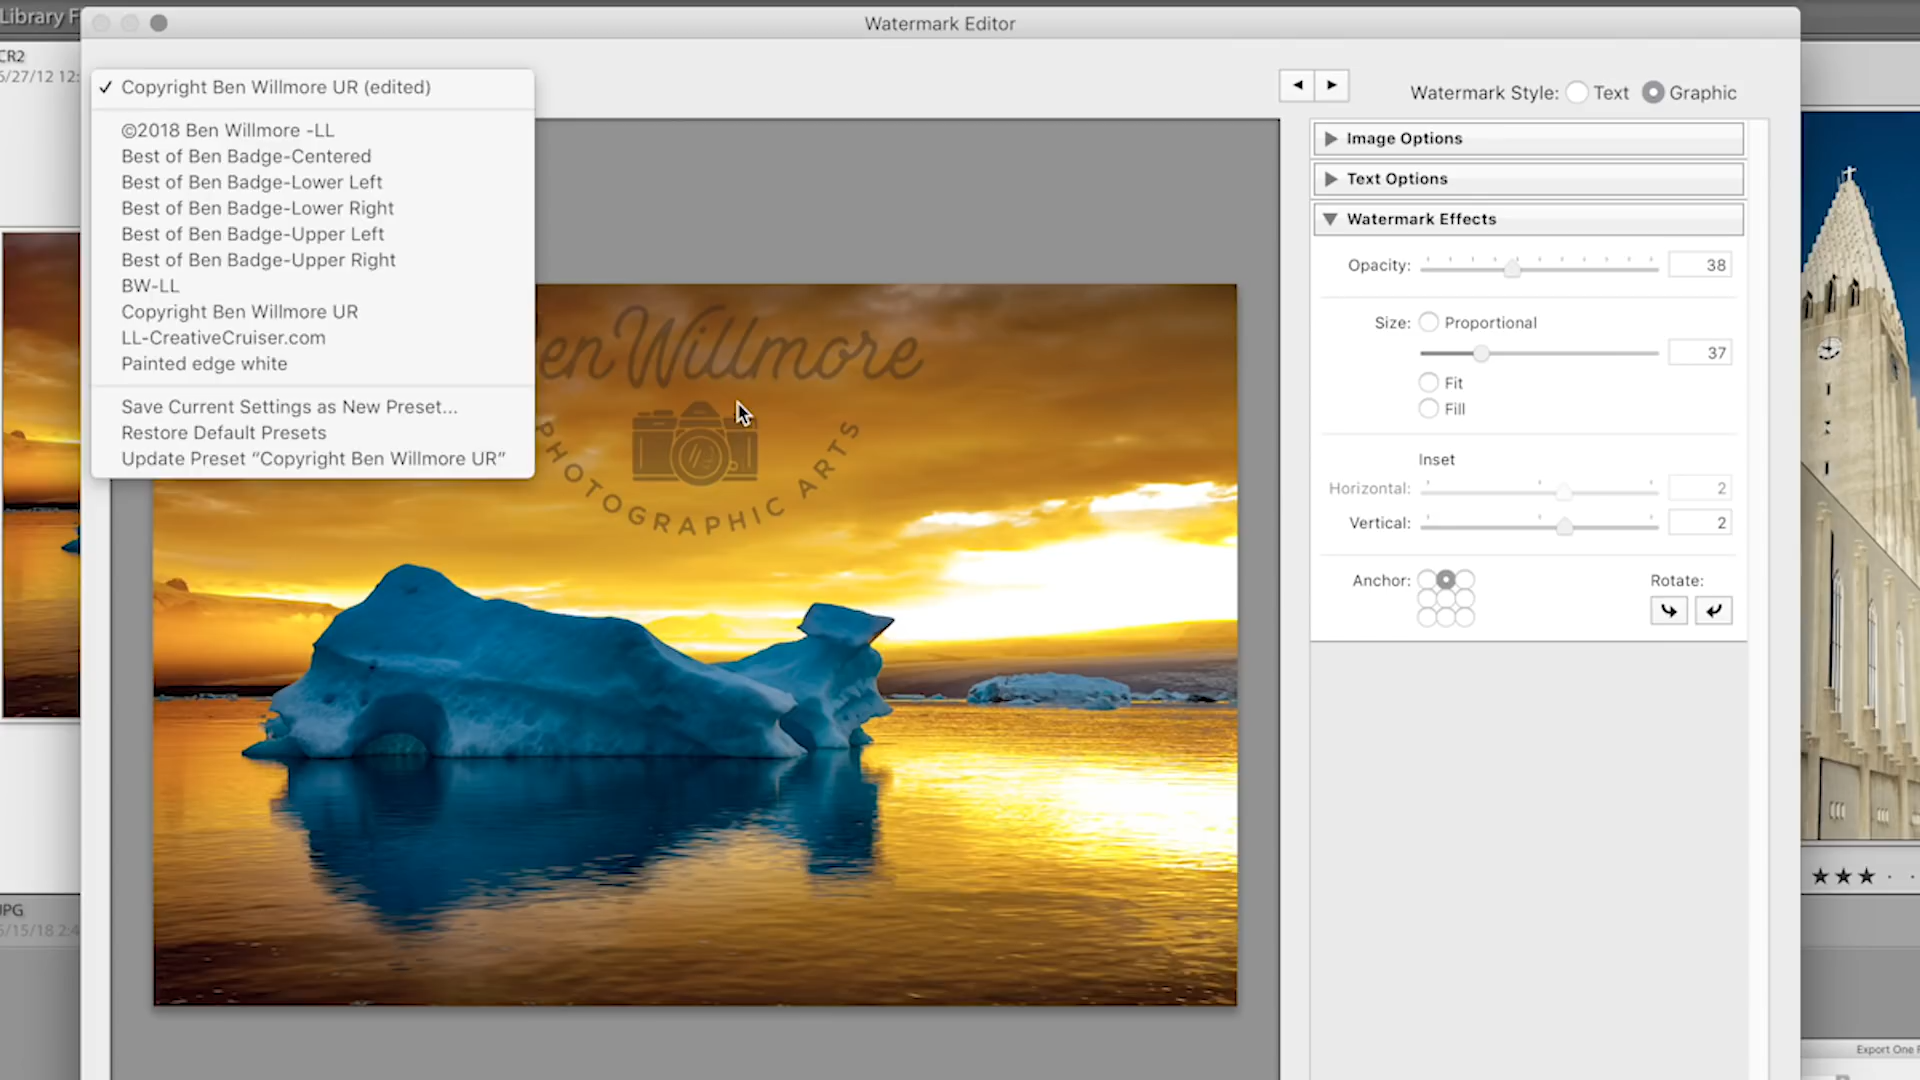 Library
Watermark Editor
CR2
6/27/12 12:
✓ Copyright Ben Willmore UR (edited)
©2018 Ben Willmore -LL
Best of Ben Badge-Centered
Best of Ben Badge-Lower Left
Best of Ben Badge-Lower Right
Best of Ben Badge-Upper Left
Best of Ben Badge-Upper Right
BW-LL
Copyright Ben Willmore UR
LL-CreativeCruiser.com
Painted edge white
Save Current Settings as New Preset...
Restore Default Presets
Update Preset “Copyright Ben Willmore UR”
Watermark Style: Text Graphic
Image Options
Text Options
Watermark Effects
Opacity: 38
Size: Proportional
37
Fit
Fill
Inset
Horizontal: 2
Vertical: 2
Anchor: Rotate:
en Willmore
PHOTOGRAPHIC ARTS
JPG
5/15/18 2:4
Export One